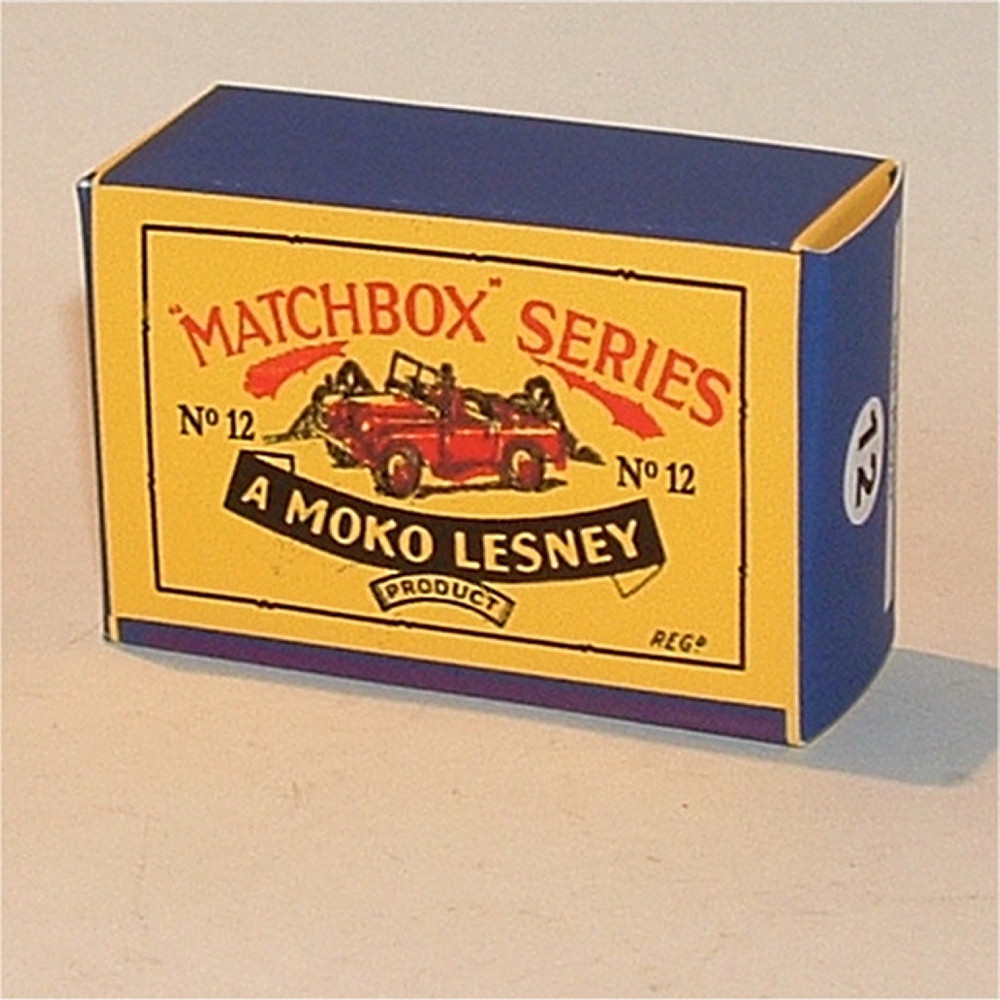 "MATCHBOX" SERIES
Nº 12
Nº 12
A MOKO LESNEY
PRODUCT
REGD
12